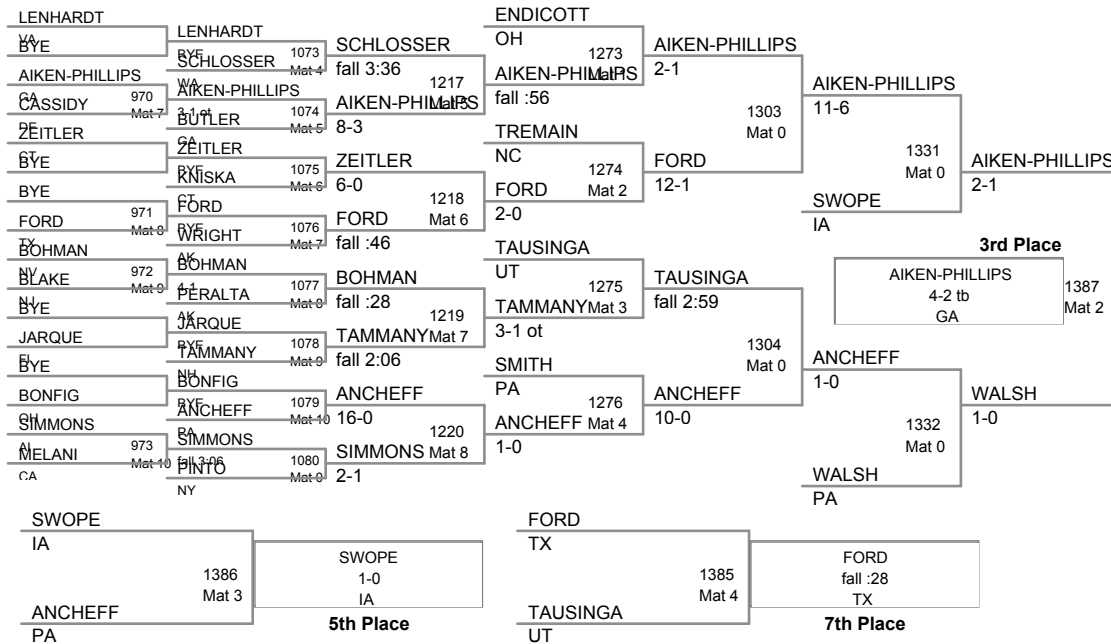 LENHARDT
VA
BYE
AIKEN-PHILLIPS
GA
970
Mat 7
CASSIDY
DE
ZEITLER
CT
BYE
BYE
971
Mat 8
FORD
TX
BOHMAN
NV
972
Mat 9
BLAKE
NJ
BYE
JARQUE
FL
BYE
BONFIG
OH
SIMMONS
AL
973
Mat 10
MELANI
CA
LENHARDT
BYE
1073
Mat 4
SCHLOSSER
WA
AIKEN-PHILLIPS
3-1 ot
1074
Mat 5
BUTLER
GA
ZEITLER
BYE
1075
Mat 6
KNISKA
CT
FORD
BYE
1076
Mat 7
WRIGHT
AK
BOHMAN
4-1
1077
Mat 8
PERALTA
AK
JARQUE
BYE
1078
Mat 9
TAMMANY
NH
BONFIG
BYE
1079
Mat 10
ANCHEFF
PA
SIMMONS
fall 3:06
1080
Mat 0
PINTO
NY
SCHLOSSER
fall 3:36
1217
Mat 5
AIKEN-PHILLIPS
8-3
ZEITLER
6-0
1218
Mat 6
FORD
fall :46
BOHMAN
fall :28
1219
Mat 7
TAMMANY
fall 2:06
ANCHEFF
16-0
1220
Mat 8
SIMMONS
2-1
ENDICOTT
OH
1273
Mat 1
AIKEN-PHILLIPS
fall :56
TREMAIN
NC
1274
Mat 2
FORD
2-0
TAUSINGA
UT
1275
Mat 3
TAMMANY
3-1 ot
SMITH
PA
1276
Mat 4
ANCHEFF
1-0
AIKEN-PHILLIPS
2-1
1303
Mat 0
FORD
12-1
TAUSINGA
fall 2:59
1304
Mat 0
ANCHEFF
10-0
AIKEN-PHILLIPS
11-6
1331
Mat 0
SWOPE
IA
ANCHEFF
1-0
1332
Mat 0
WALSH
PA
AIKEN-PHILLIPS
2-1
3rd Place
AIKEN-PHILLIPS
4-2 tb
GA
1387
Mat 2
WALSH
1-0
SWOPE
IA
1386
Mat 3
ANCHEFF
PA
SWOPE
1-0
IA
5th Place
FORD
TX
1385
Mat 4
TAUSINGA
UT
FORD
fall :28
TX
7th Place